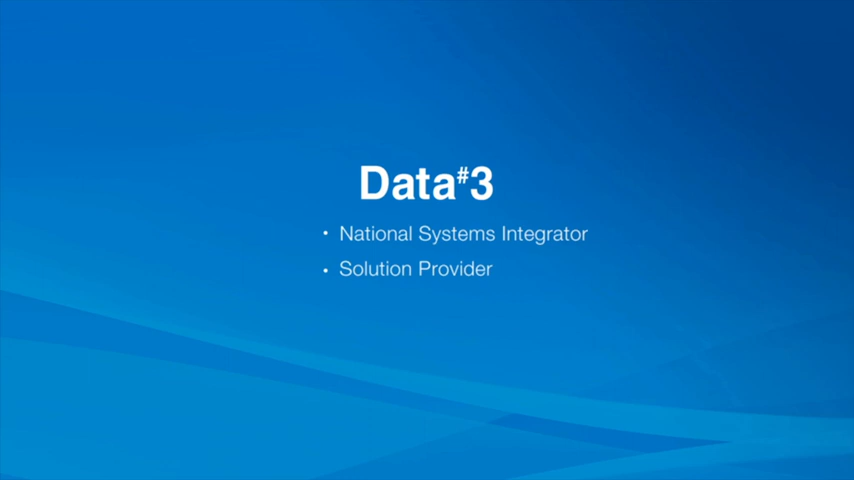 Data#3
• National Systems Integrator
• Solution Provider